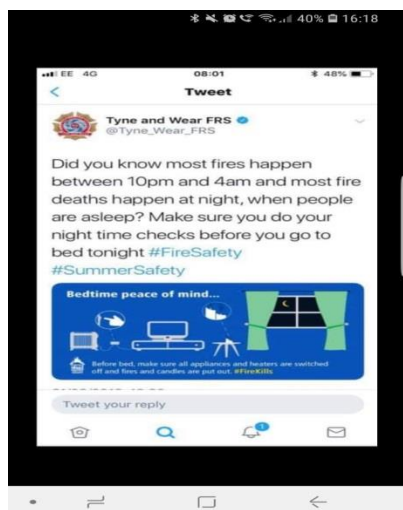 40% 16:18
EE 4G 08:01 48%
Tweet
Tyne and Wear FRS
@Tyne_Wear_FRS
Did you know most fires happen
between 10pm and 4am and most fire
deaths happen at night, when people
are asleep? Make sure you do your
night time checks before you go to
bed tonight #FireSafety
#SummerSafety
Bedtime peace of mind...
Before bed, make sure all appliances and heaters are switched
off and fires and candles are put out. #FireKills
Tweet your reply
1